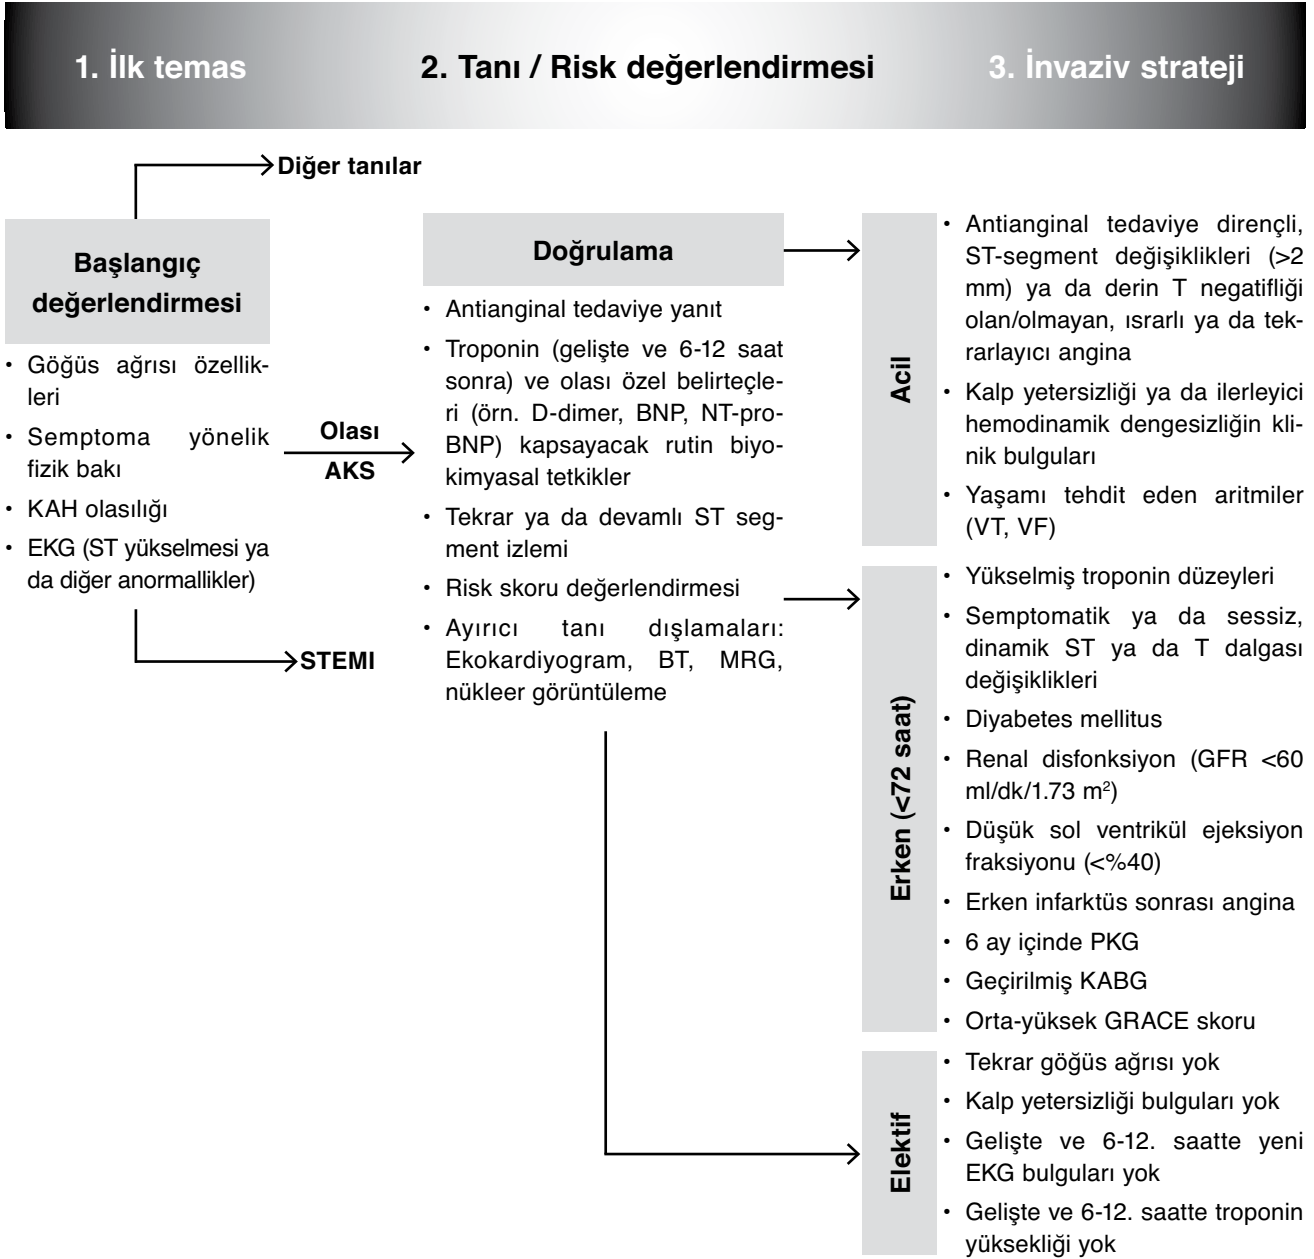 1. İlk temas
2. Tanı / Risk değerlendirmesi
3. İnvaziv strateji
Diğer tanılar
Başlangıç
değerlendirmesi
• Göğüs ağrısı özellik-
leri
• Semptoma yönelik
fizik bakı
• KAH olasılığı
• EKG (ST yükselmesi ya
da diğer anormallikler)
Olası
AKS
STEMI
Doğrulama
• Antianginal tedaviye yanıt
• Troponin (gelişte ve 6-12 saat
sonra) ve olası özel belirteçle-
ri (örn. D-dimer, BNP, NT-pro-
BNP) kapsayacak rutin biyo-
kimyasal tetkikler
• Tekrar ya da devamlı ST seg-
ment izlemi
• Risk skoru değerlendirmesi
• Ayırıcı tanı dışlamaları:
Ekokardiyogram, BT, MRG,
nükleer görüntüleme
Acil
• Antianginal tedaviye dirençli,
ST-segment değişiklikleri (>2
mm) ya da derin T negatifliği
olan/olmayan, ısrarlı ya da tek-
rarlayıcı angina
• Kalp yetersizliği ya da ilerleyici
hemodinamik dengesizliğin kli-
nik bulguları
• Yaşamı tehdit eden aritmiler
(VT, VF)
Erken (<72 saat)
• Yükselmiş troponin düzeyleri
• Semptomatik ya da sessiz,
dinamik ST ya da T dalgası
değişiklikleri
• Diyabetes mellitus
• Renal disfonksiyon (GFR <60
ml/dk/1.73 m²)
• Düşük sol ventrikül ejeksiyon
fraksiyonu (<%40)
• Erken infarktüs sonrası angina
• 6 ay içinde PKG
• Geçirilmiş KABG
• Orta-yüksek GRACE skoru
Elektif
• Tekrar göğüs ağrısı yok
• Kalp yetersizliği bulguları yok
• Gelişte ve 6-12. saatte yeni
EKG bulguları yok
• Gelişte ve 6-12. saatte troponin
yüksekliği yok